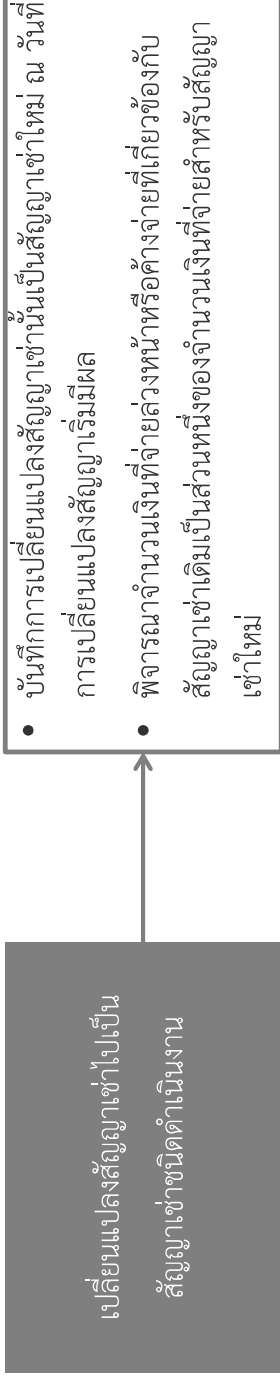 เปลี่ยนแปลงสัญญาเช่าไปเป็น
สัญญาเช่าชนิดดำเนินงาน
• บันทึกการเปลี่ยนแปลงสัญญาเช่านั้นเป็นสัญญาเช่าใหม่ ณ วันที่
การเปลี่ยนแปลงสัญญาเริ่มมีผล
• พิจารณาจำนวนเงินที่จ่ายล่วงหน้าหรือค้างจ่ายที่เกี่ยวข้องกับ
สัญญาเช่าเดิมเป็นส่วนหนึ่งของจำนวนเงินที่จ่ายสำหรับสัญญา
เช่าใหม่